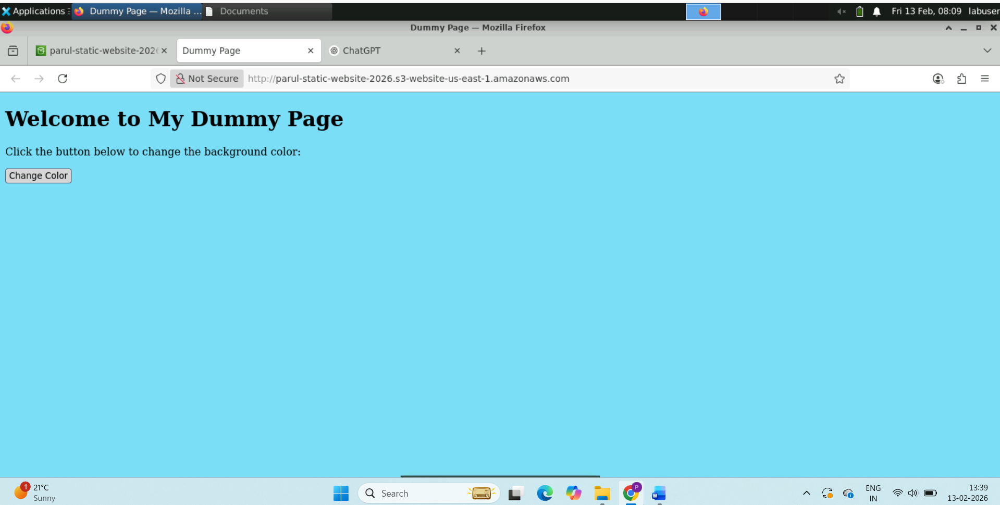 Applications
Dummy Page — Mozilla ...
Documents
Fri 13 Feb, 08:09
labuser
Dummy Page — Mozilla Firefox
parul-static-website-2026
Dummy Page
ChatGPT
Not Secure
http://parul-static-website-2026.s3-website-us-east-1.amazonaws.com
Welcome to My Dummy Page
Click the button below to change the background color:
Change Color
1
21°C
Sunny
Search
P
W
ENG
IN
13:39
13-02-2026